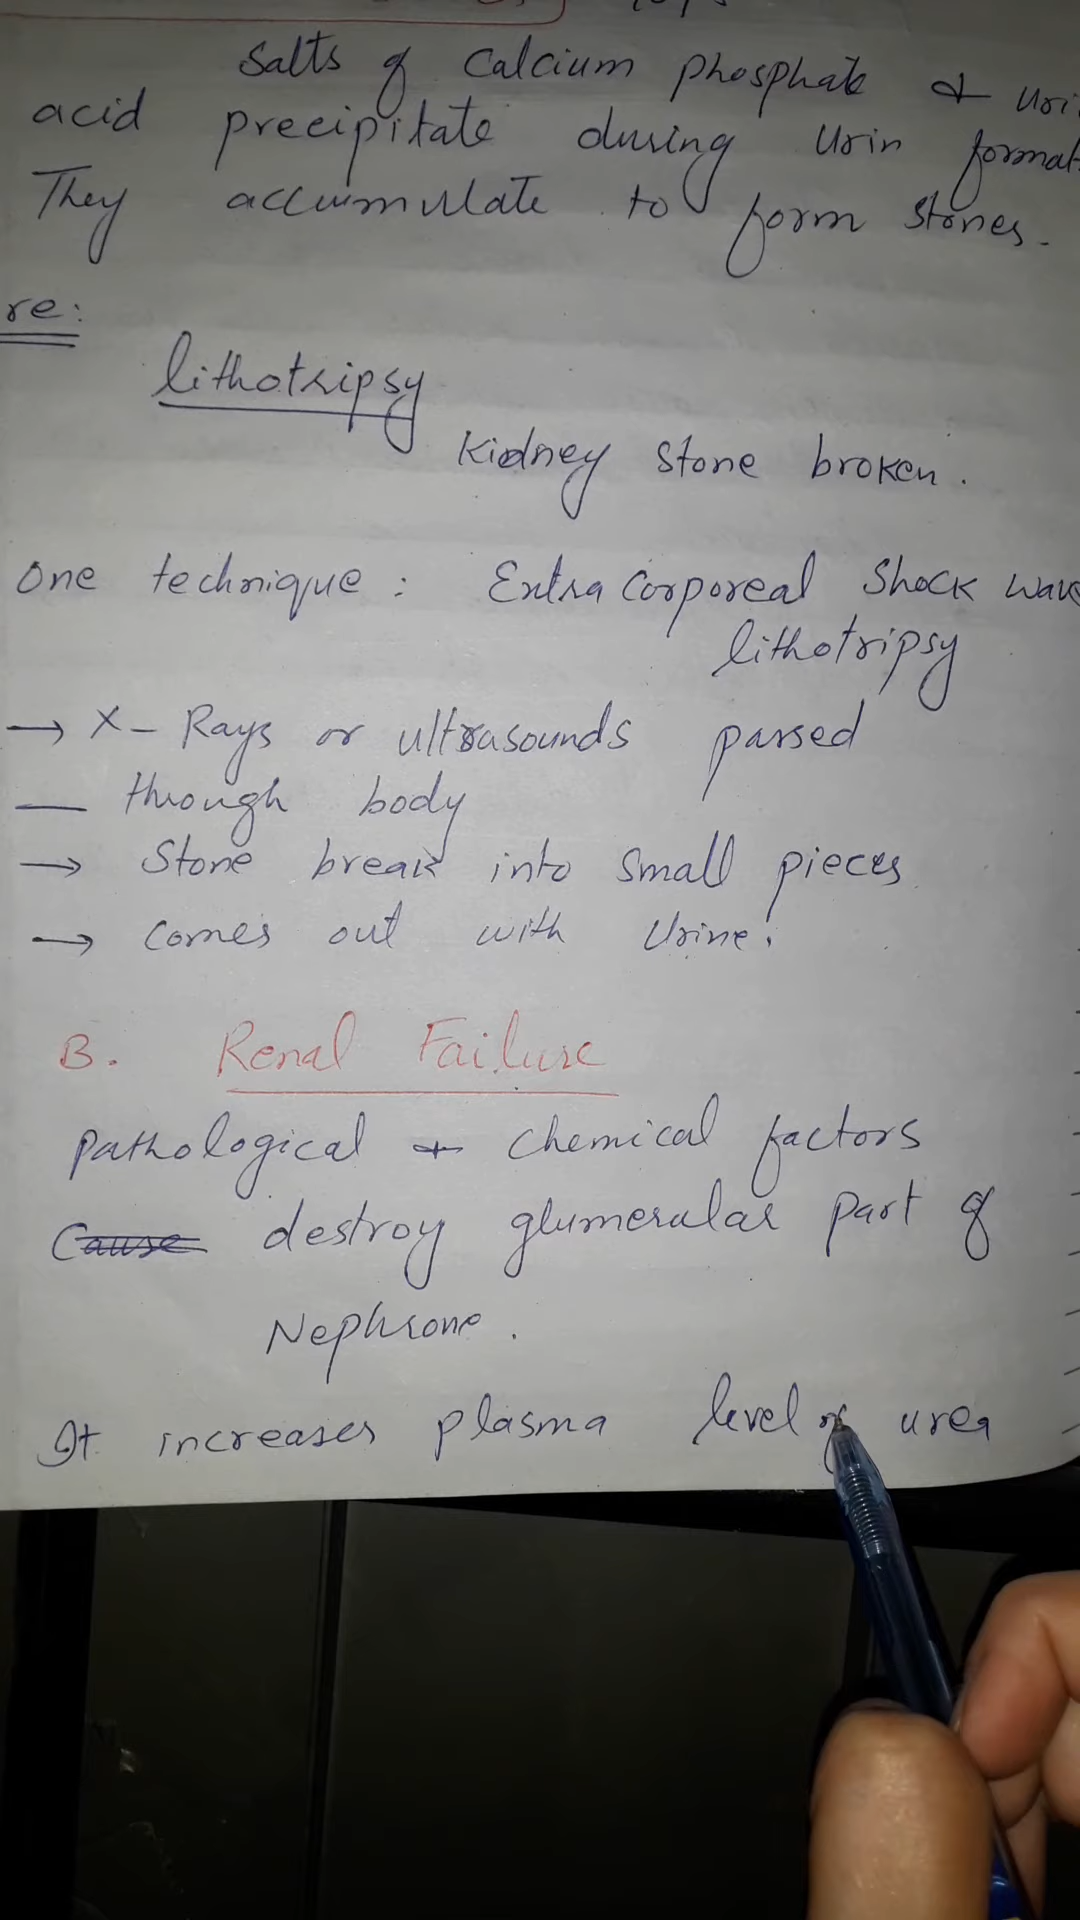 Salts of Calcium phosphate & Uri
acid precipitate during Urin format
They accumulate to form stones.
re:
lithotripsy
Kidney stone broken.
One technique: Extra Corporeal Shock wave
lithotripsy
→ X-Rays or ultrasounds parsed
— through body
→ Stone break into small pieces
→ Comes out with Urine.
B. Renal Failure
Pathological & Chemical factors
Cause destroy glumerular part of
Nephrone.
It increases plasma level of urea